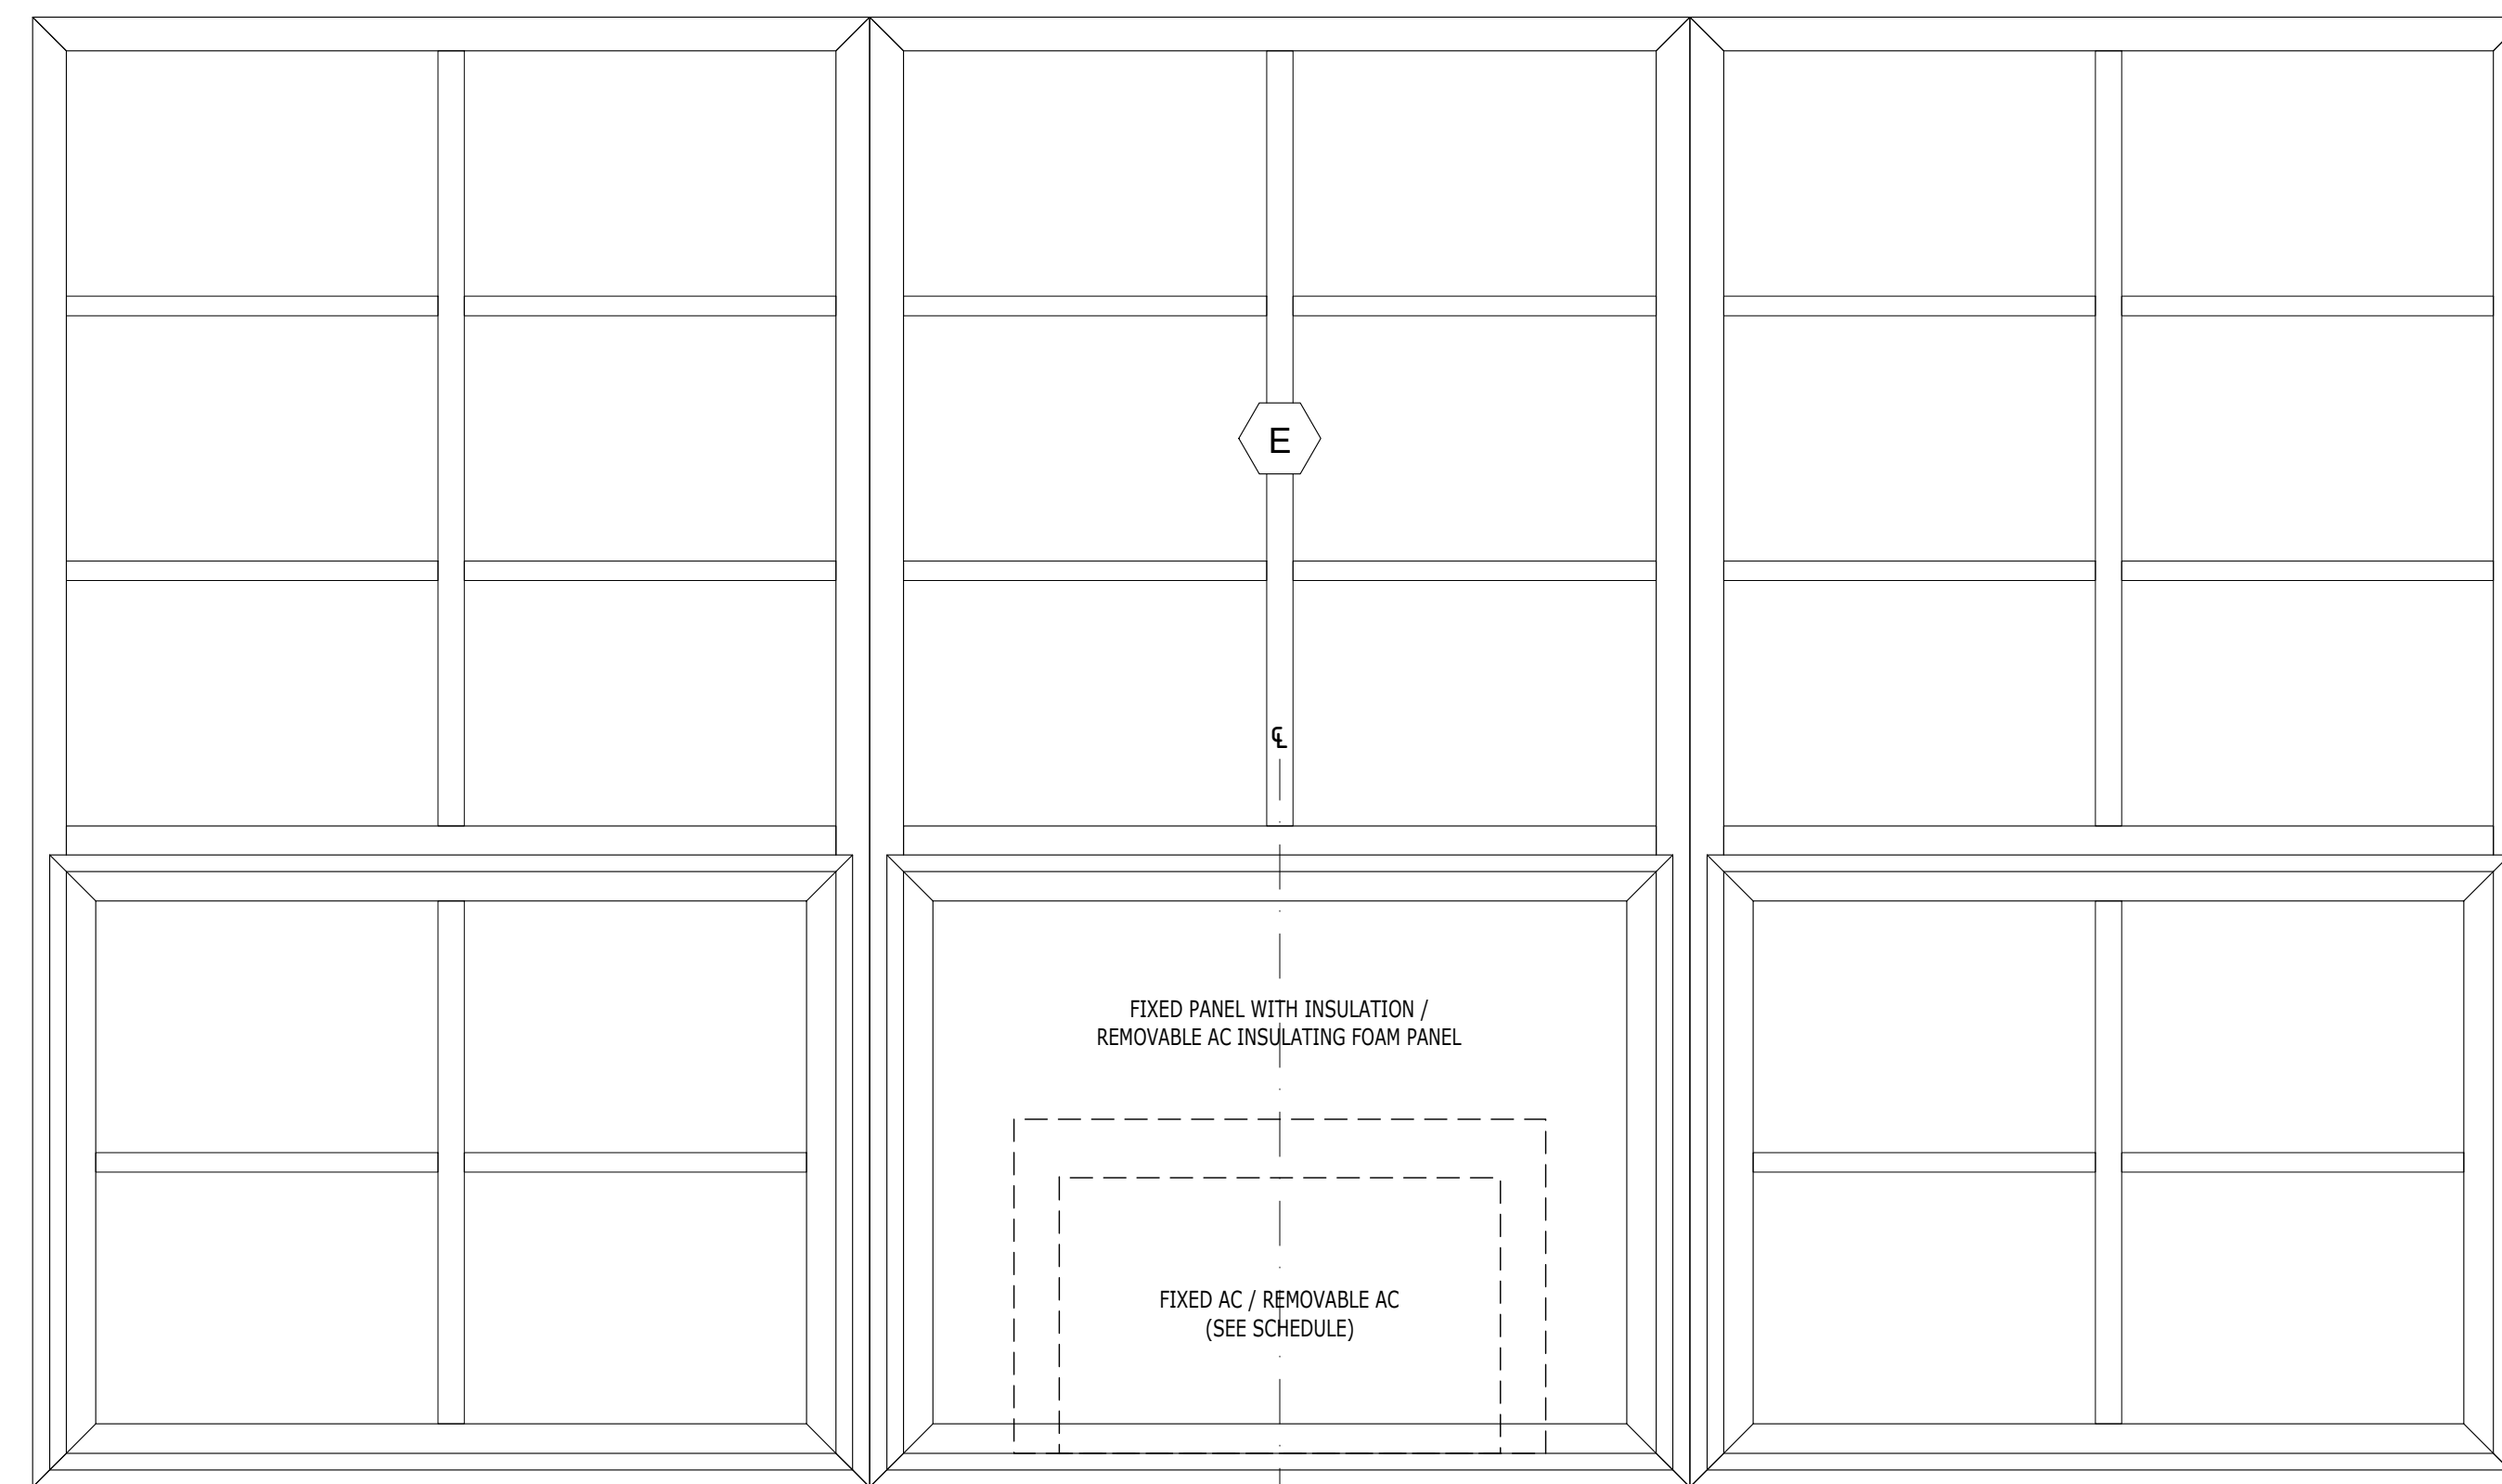 E
℄
FIXED PANEL WITH INSULATION /
REMOVABLE AC INSULATING FOAM PANEL
FIXED AC / REMOVABLE AC
(SEE SCHEDULE)